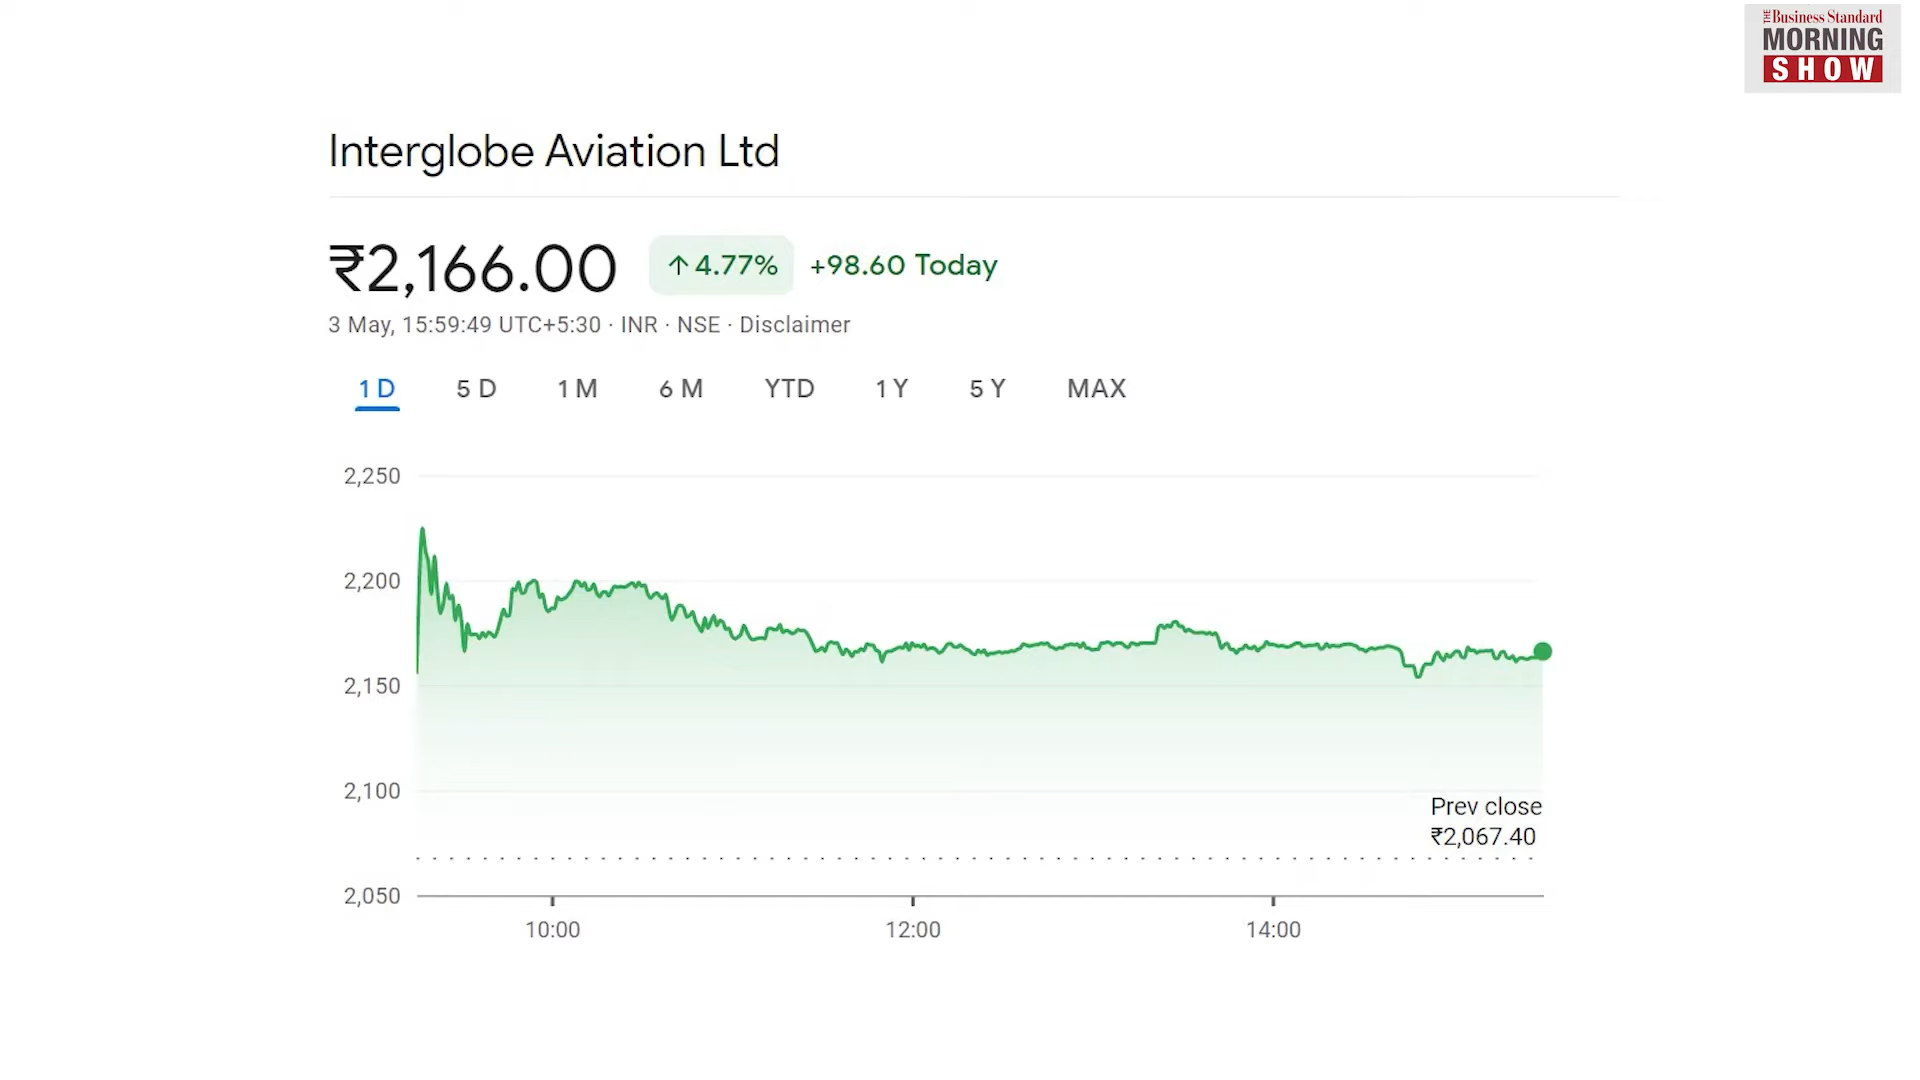 THE Business Standard
MORNING
SHOW
Interglobe Aviation Ltd
₹2,166.00 ↑4.77% +98.60 Today
3 May, 15:59:49 UTC+5:30 · INR · NSE · Disclaimer
1 D 5 D 1 M 6 M YTD 1 Y 5 Y MAX
2,250
2,200
2,150
2,100
Prev close
₹2,067.40
2,050
10:00 12:00 14:00